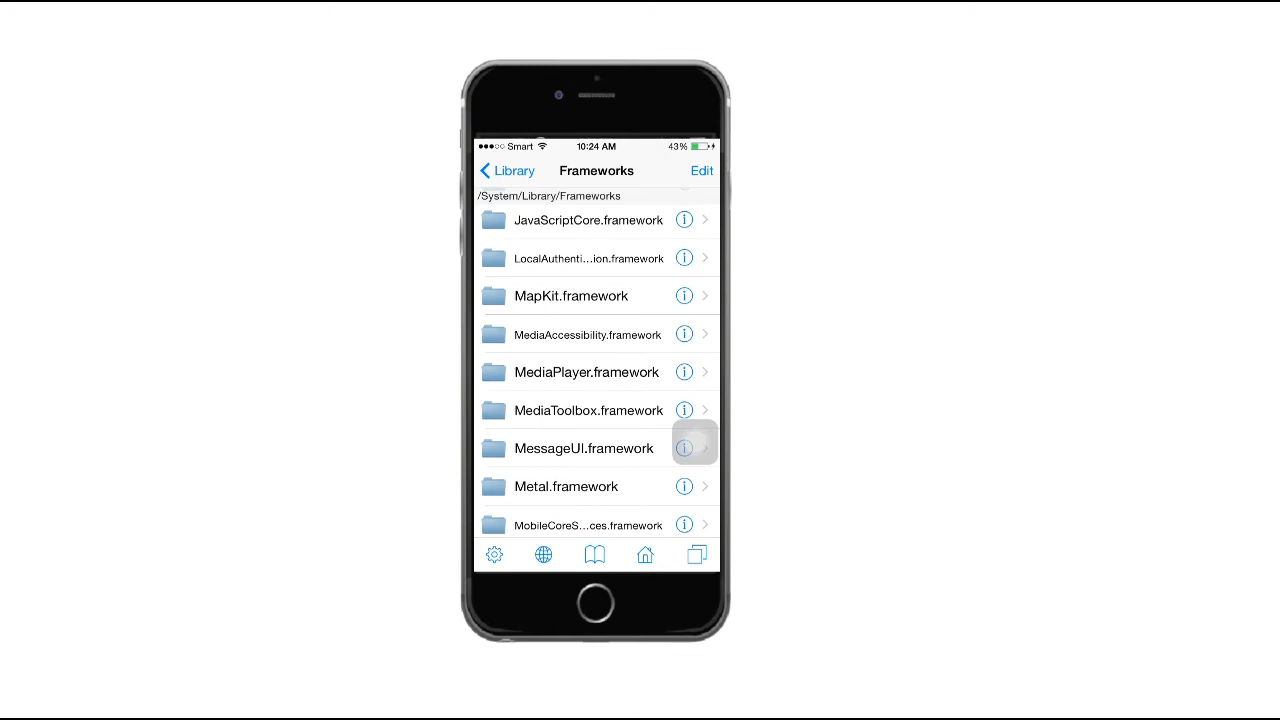 ●●●○○ Smart 10:24 AM 43%
Library Frameworks Edit
/System/Library/Frameworks
JavaScriptCore.framework
LocalAuthenti...ion.framework
MapKit.framework
MediaAccessibility.framework
MediaPlayer.framework
MediaToolbox.framework
MessageUI.framework
Metal.framework
MobileCoreS...ces.framework